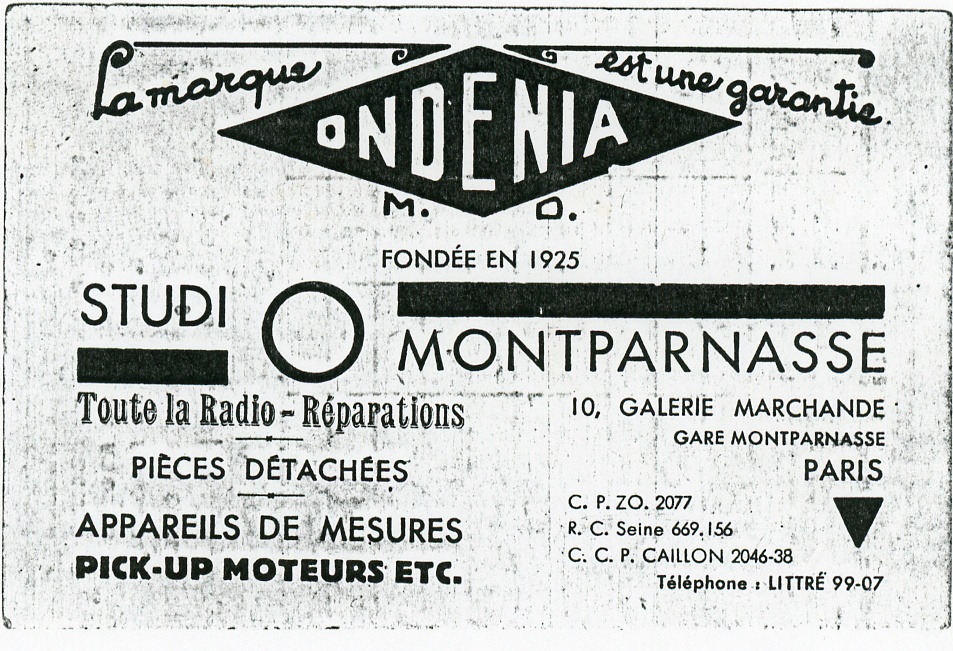 La marque est une garantie.
ONDENIA
M. D.
FONDÉE EN 1925
STUDIO MONTPARNASSE
Toute la Radio - Réparations
PIÈCES DÉTACHÉES
APPAREILS DE MESURES
PICK-UP MOTEURS ETC.
10, GALERIE MARCHANDE
GARE MONTPARNASSE
PARIS
C. P. ZO. 2077
R. C. Seine 669.156
C. C. P. CAILLON 2046-38
Téléphone : LITTRÉ 99-07